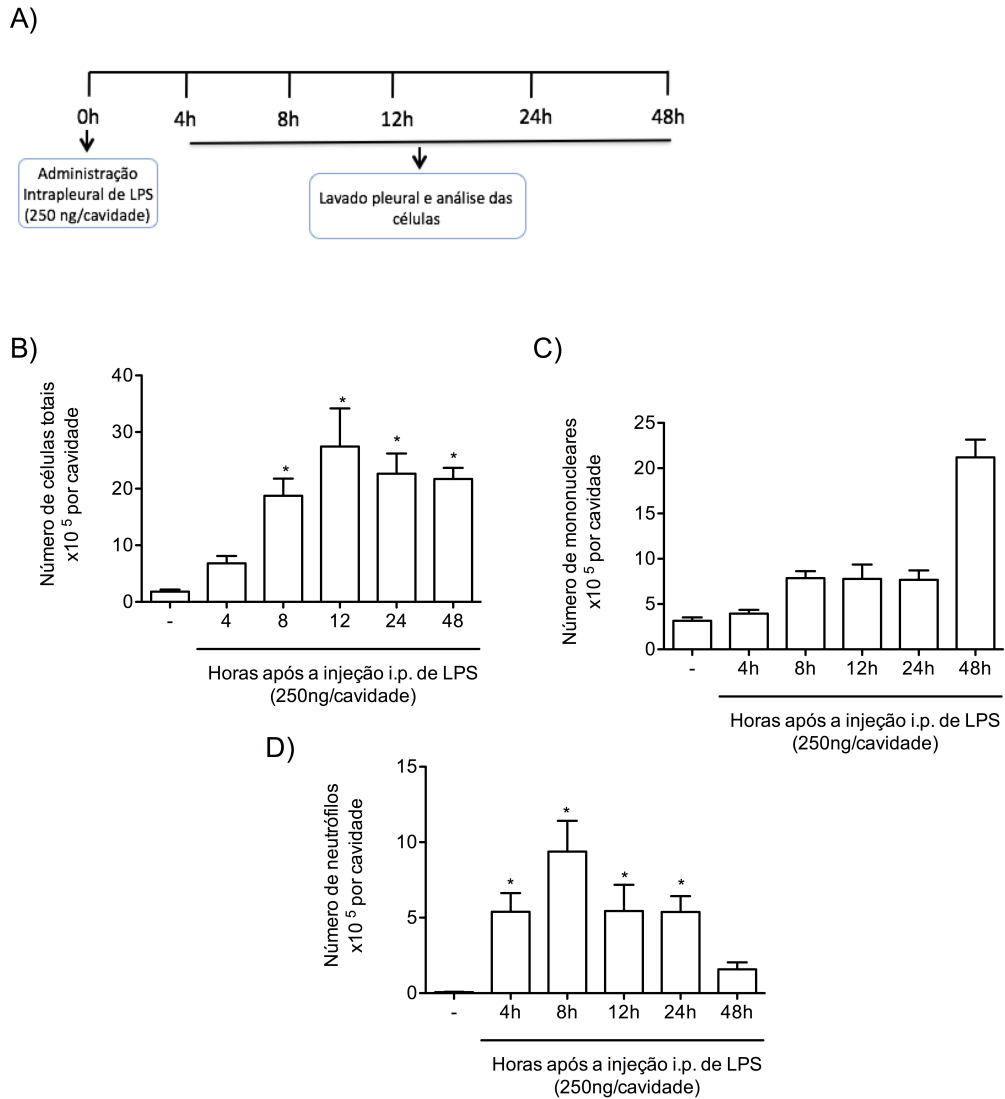 A)
0h
4h
8h
12h
24h
48h
Administração
Intrapleural de LPS
(250 ng/cavidade)
Lavado pleural e análise das
células
B)
Número de células totais
x10 5 por cavidade
40
30
20
10
0
*
*
*
*
-
4
8
12
24
48
Horas após a injeção i.p. de LPS
(250ng/cavidade)
C)
Número de mononucleares
x10 5 por cavidade
25
20
15
10
5
0
-
4h
8h
12h
24h
48h
Horas após a injeção i.p. de LPS
(250ng/cavidade)
D)
Número de neutrófilos
x10 5 por cavidade
15
10
5
0
*
*
*
*
-
4h
8h
12h
24h
48h
Horas após a injeção i.p. de LPS
(250ng/cavidade)